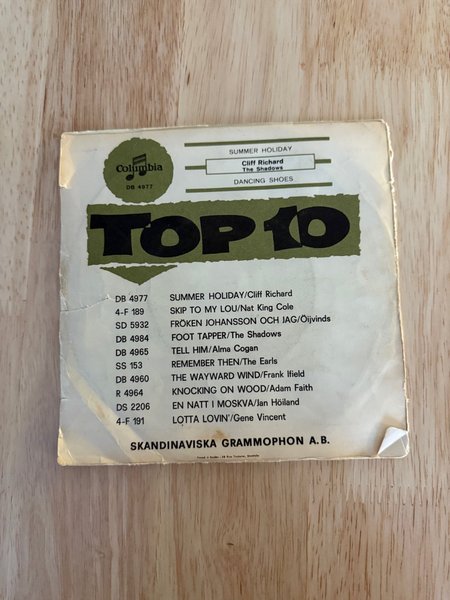 SUMMER HOLIDAY
Columbia
DB 4977
Cliff Richard
The Shadows
DANCING SHOES
TOP 10
DB 4977 SUMMER HOLIDAY/Cliff Richard
4-F 189 SKIP TO MY LOU/Nat King Cole
SD 5932 FRÖKEN JOHANSSON OCH JAG/Öijvinds
DB 4984 FOOT TAPPER/The Shadows
DB 4965 TELL HIM/Alma Cogan
SS 153 REMEMBER THEN/The Earls
DB 4960 THE WAYWARD WIND/Frank Ifield
R 4964 KNOCKING ON WOOD/Adam Faith
DS 2206 EN NATT I MOSKVA/Jan Höiland
4-F 191 LOTTA LOVIN'/Gene Vincent
SKANDINAVISKA GRAMMOPHON A.B.